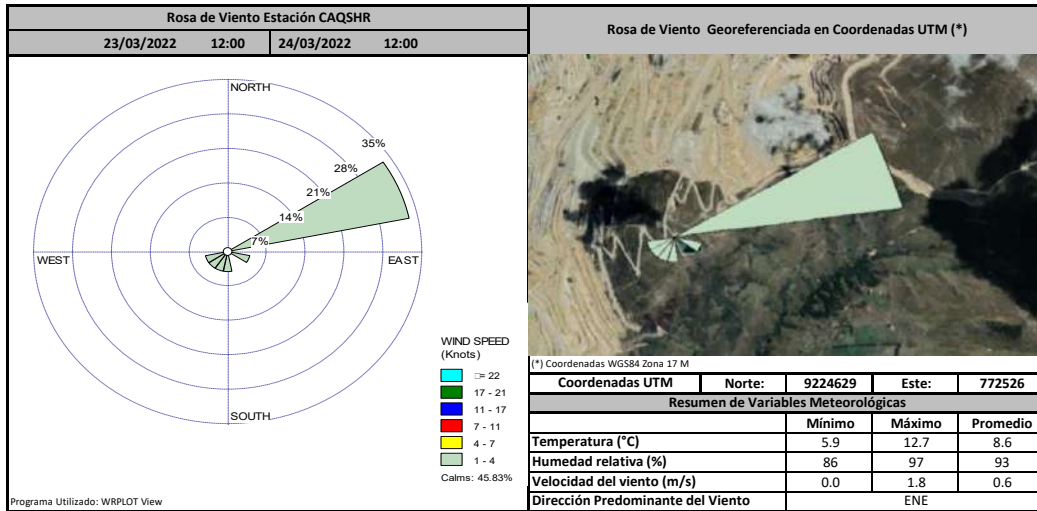 Rosa de Viento Estación CAQSHR
23/03/2022 12:00 24/03/2022 12:00
NORTH
35%
28%
21%
14%
7%
WEST
EAST
SOUTH
WIND SPEED
(Knots)
□= 22
17 - 21
11 - 17
7 - 11
4 - 7
1 - 4
Calms: 45.83%
Programa Utilizado: WRPLOT View
Rosa de Viento Georeferenciada en Coordenadas UTM (*)
(*) Coordenadas WGS84 Zona 17 M
Coordenadas UTM Norte: 9224629 Este: 772526
Resumen de Variables Meteorológicas
Mínimo Máximo Promedio
Temperatura (°C) 5.9 12.7 8.6
Humedad relativa (%) 86 97 93
Velocidad del viento (m/s) 0.0 1.8 0.6
Dirección Predominante del Viento ENE